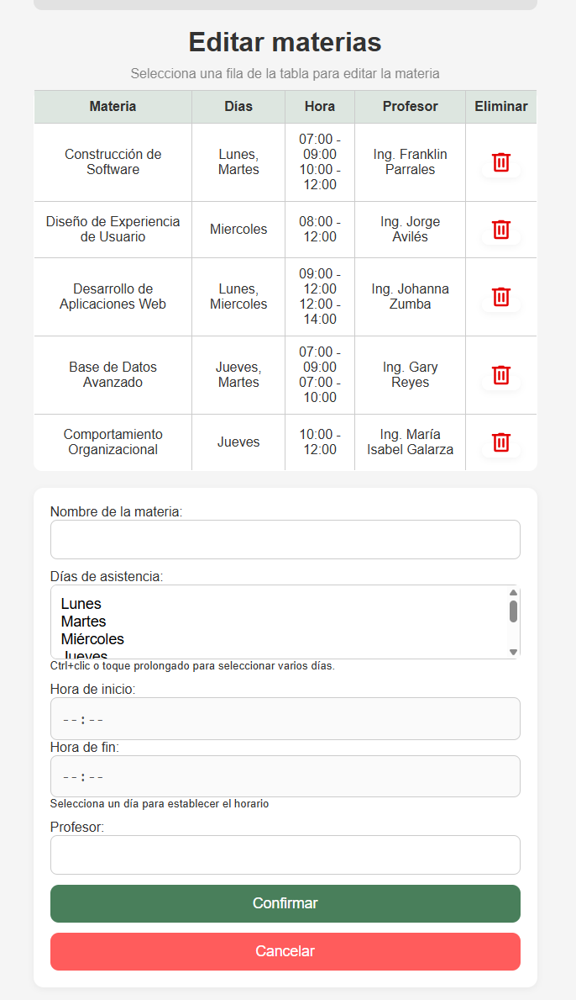 Editar materias
Selecciona una fila de la tabla para editar la materia
Materia Días Hora Profesor Eliminar
Construcción de
Software
Lunes,
Martes
07:00 -
09:00
10:00 -
12:00
Ing. Franklin
Parrales
Diseño de Experiencia
de Usuario
Miercoles
08:00 -
12:00
Ing. Jorge
Avilés
Desarrollo de
Aplicaciones Web
Lunes,
Miercoles
09:00 -
12:00
12:00 -
14:00
Ing. Johanna
Zumba
Base de Datos
Avanzado
Jueves,
Martes
07:00 -
09:00
07:00 -
10:00
Ing. Gary
Reyes
Comportamiento
Organizacional
Jueves
10:00 -
12:00
Ing. María
Isabel Galarza
Nombre de la materia:
Días de asistencia:
Lunes
Martes
Miércoles
Jueves
Ctrl+clic o toque prolongado para seleccionar varios días.
Hora de inicio:
--:--
Hora de fin:
--:--
Selecciona un día para establecer el horario
Profesor:
Confirmar
Cancelar